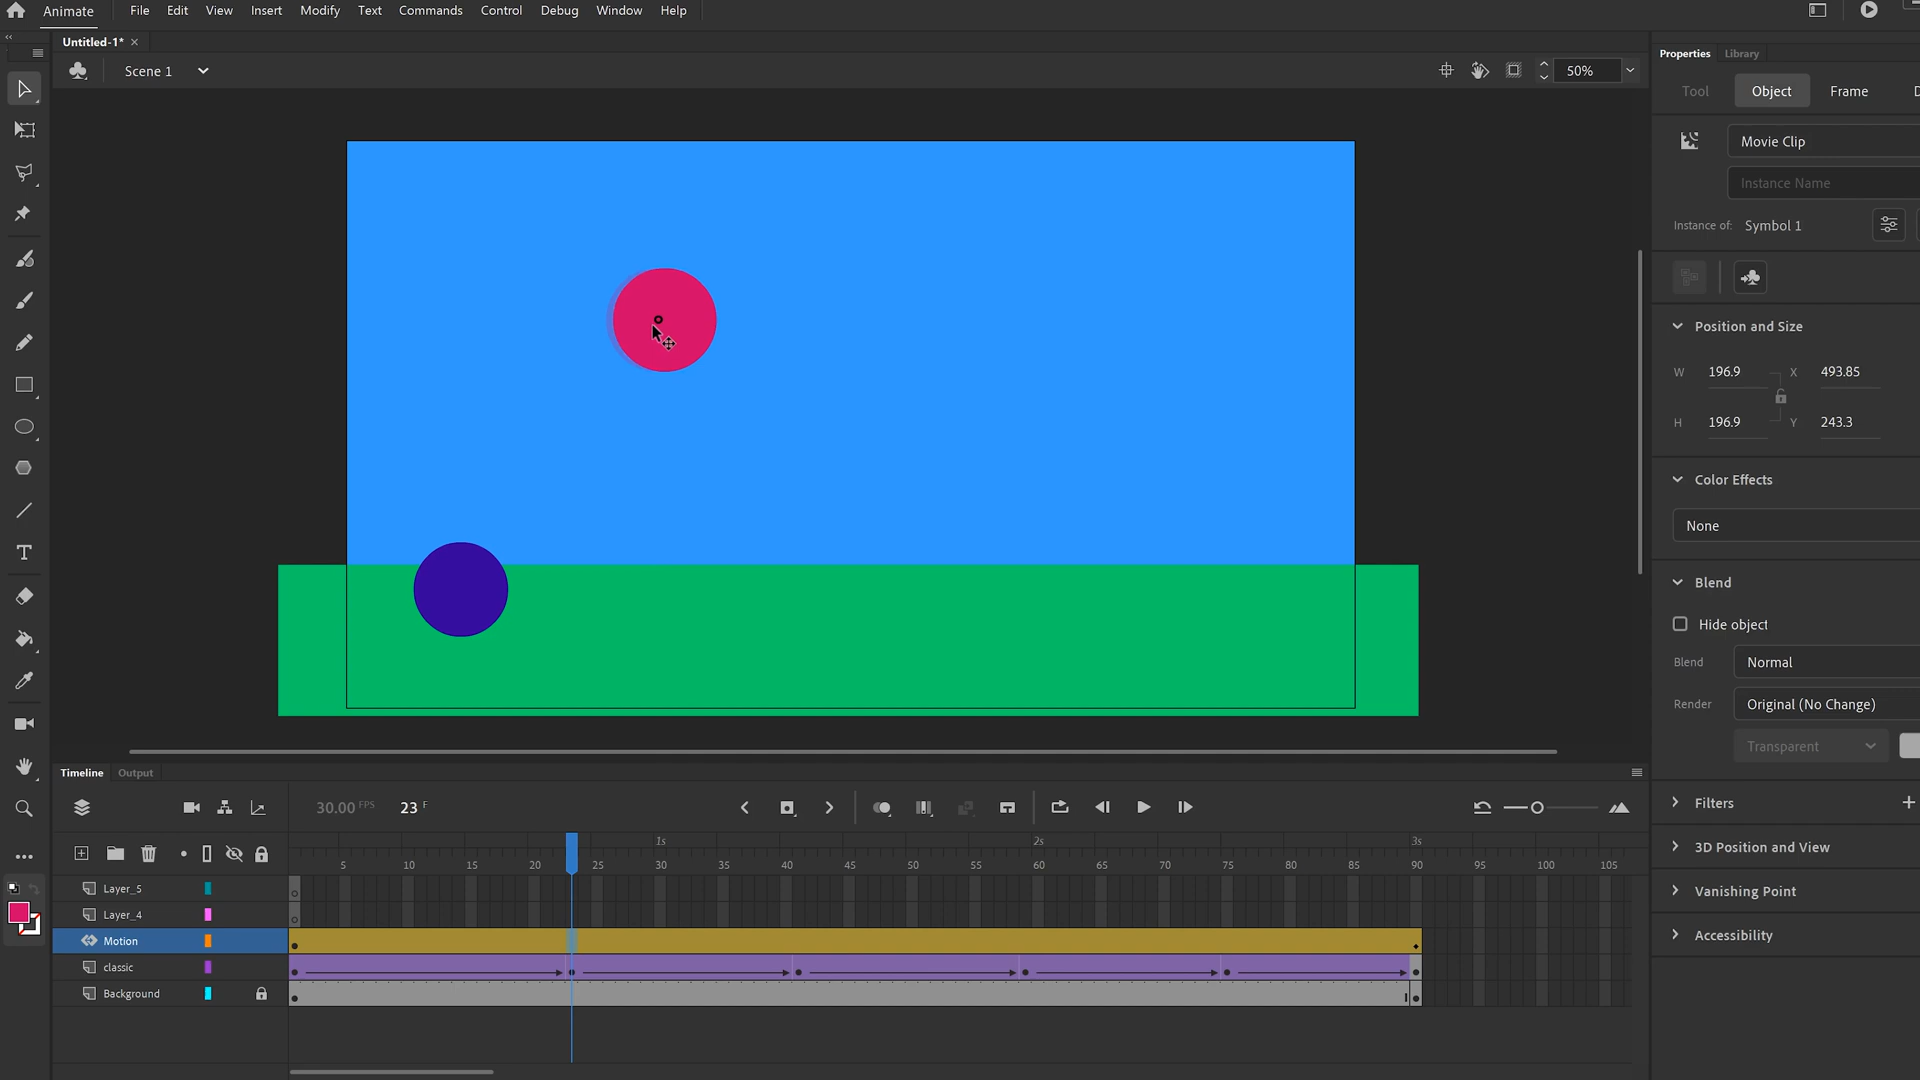 Animate File Edit View Insert Modify Text Commands Control Debug Window Help
Untitled-1*
Scene 1
50%
Properties Library
Tool Object Frame
Movie Clip
Instance Name
Instance of: Symbol 1
Position and Size
W 196.9 X 493.85
H 196.9 Y 243.3
Color Effects
None
Blend
Hide object
Blend Normal
Render Original (No Change)
Transparent
Filters
3D Position and View
Vanishing Point
Accessibility
Timeline Output
30.00 FPS 23 F
1s 2s 3s
5 10 15 20 25 30 35 40 45 50 55 60 65 70 75 80 85 90 95 100 105
Layer_5
Layer_4
Motion
classic
Background